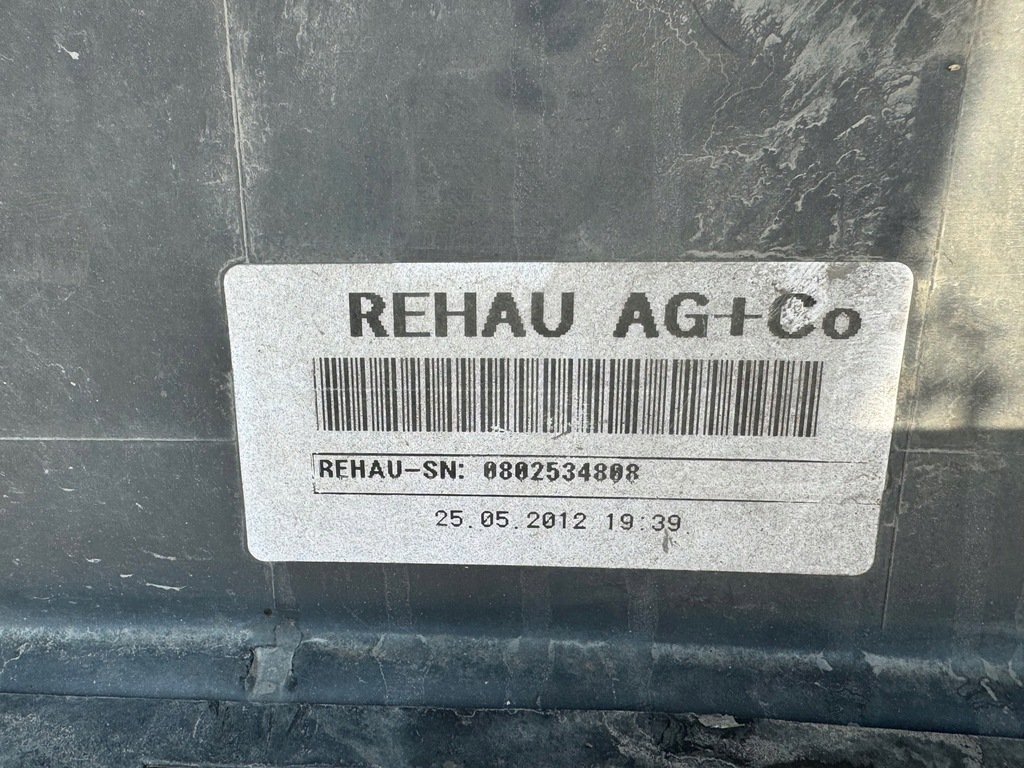 REHAU AG+Co
REHAU-SN: 0802534808
25.05.2012 19:39